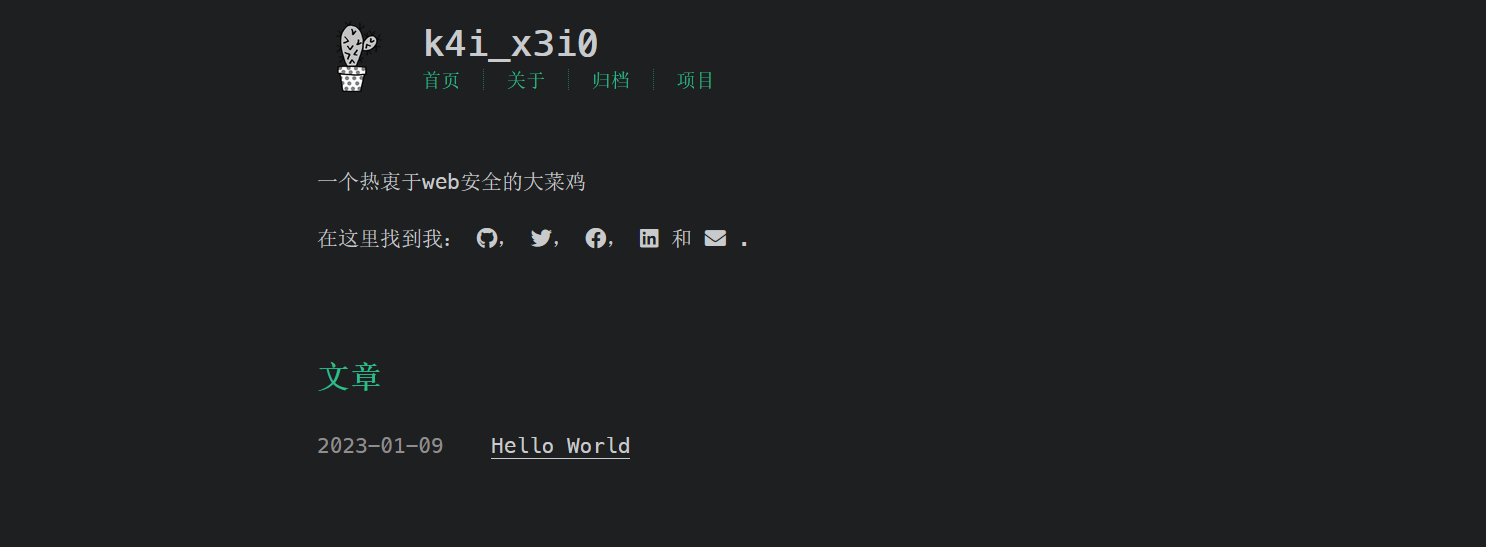 k4i_x3i0
首页 关于 归档 项目
一个热衷于web安全的大菜鸡
在这里找到我： , , , 和 .
文章
2023-01-09 Hello World